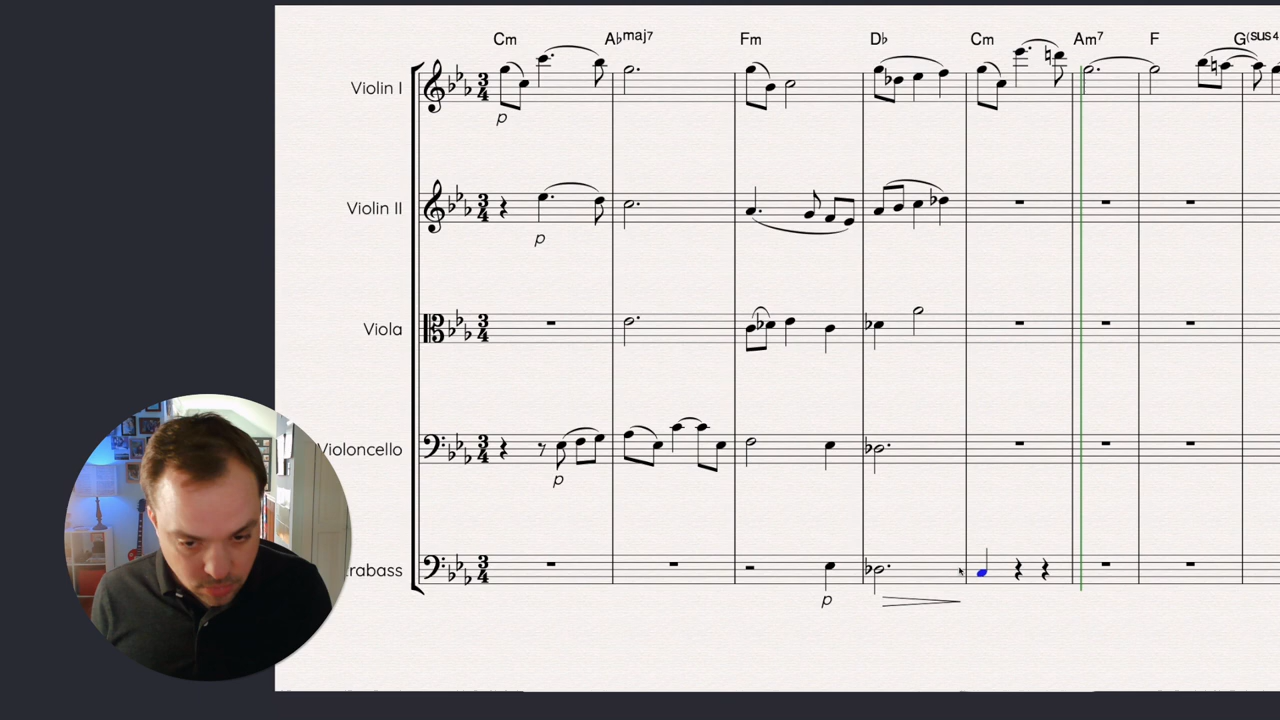 Cm A♭maj7 Fm D♭ Cm Am7 F G(sus4
Violin I
p
Violin II
p
Viola
Violoncello
p
rabass
p